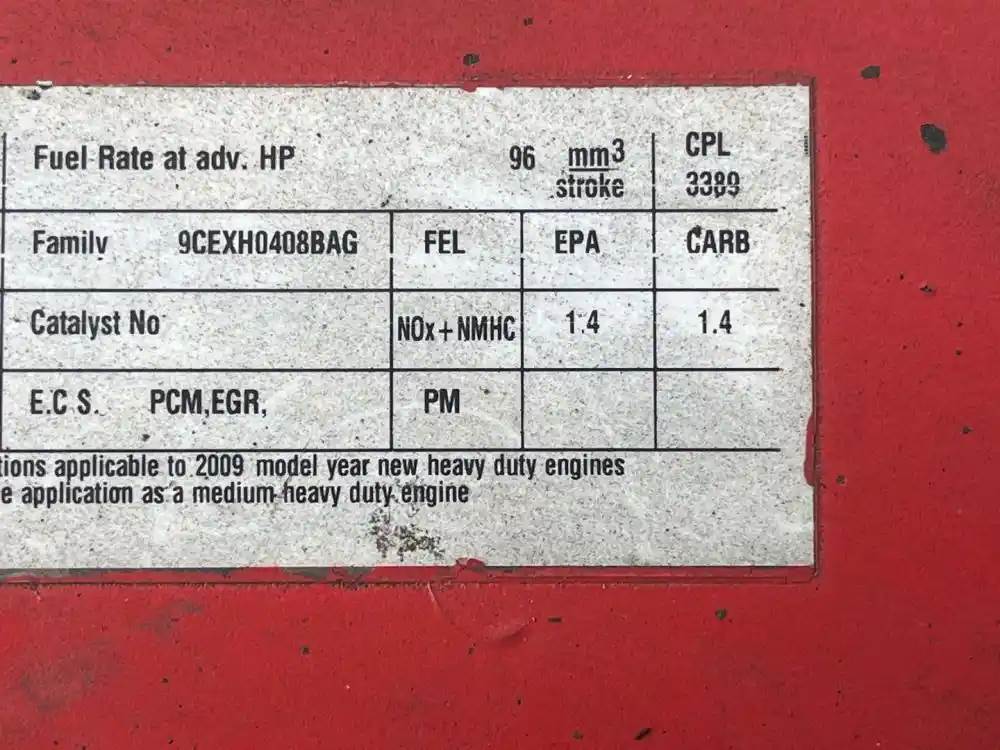 Fuel Rate at adv. HP 96 mm3 CPL
stroke 3389
Family 9CEXH0408BAG FEL EPA CARB
Catalyst No NOx+NMHC 1.4 1.4
E.C S. PCM,EGR, PM
tions applicable to 2009 model year new heavy duty engines
e application as a medium heavy duty engine